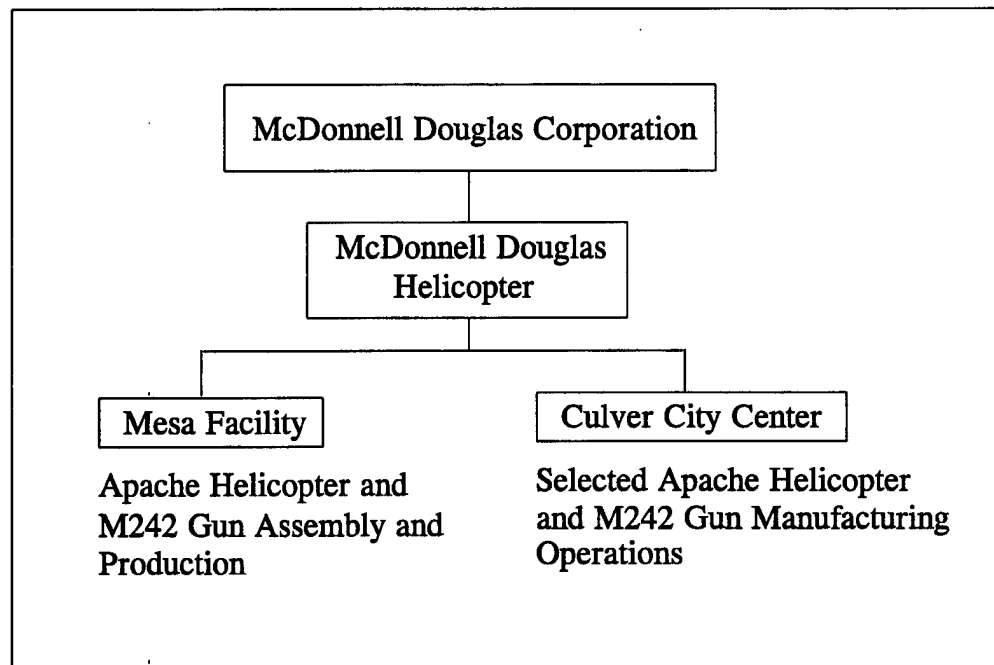 McDonnell Douglas Corporation
McDonnell Douglas
Helicopter
Mesa Facility
Apache Helicopter and
M242 Gun Assembly and
Production
Culver City Center
Selected Apache Helicopter
and M242 Gun Manufacturing
Operations